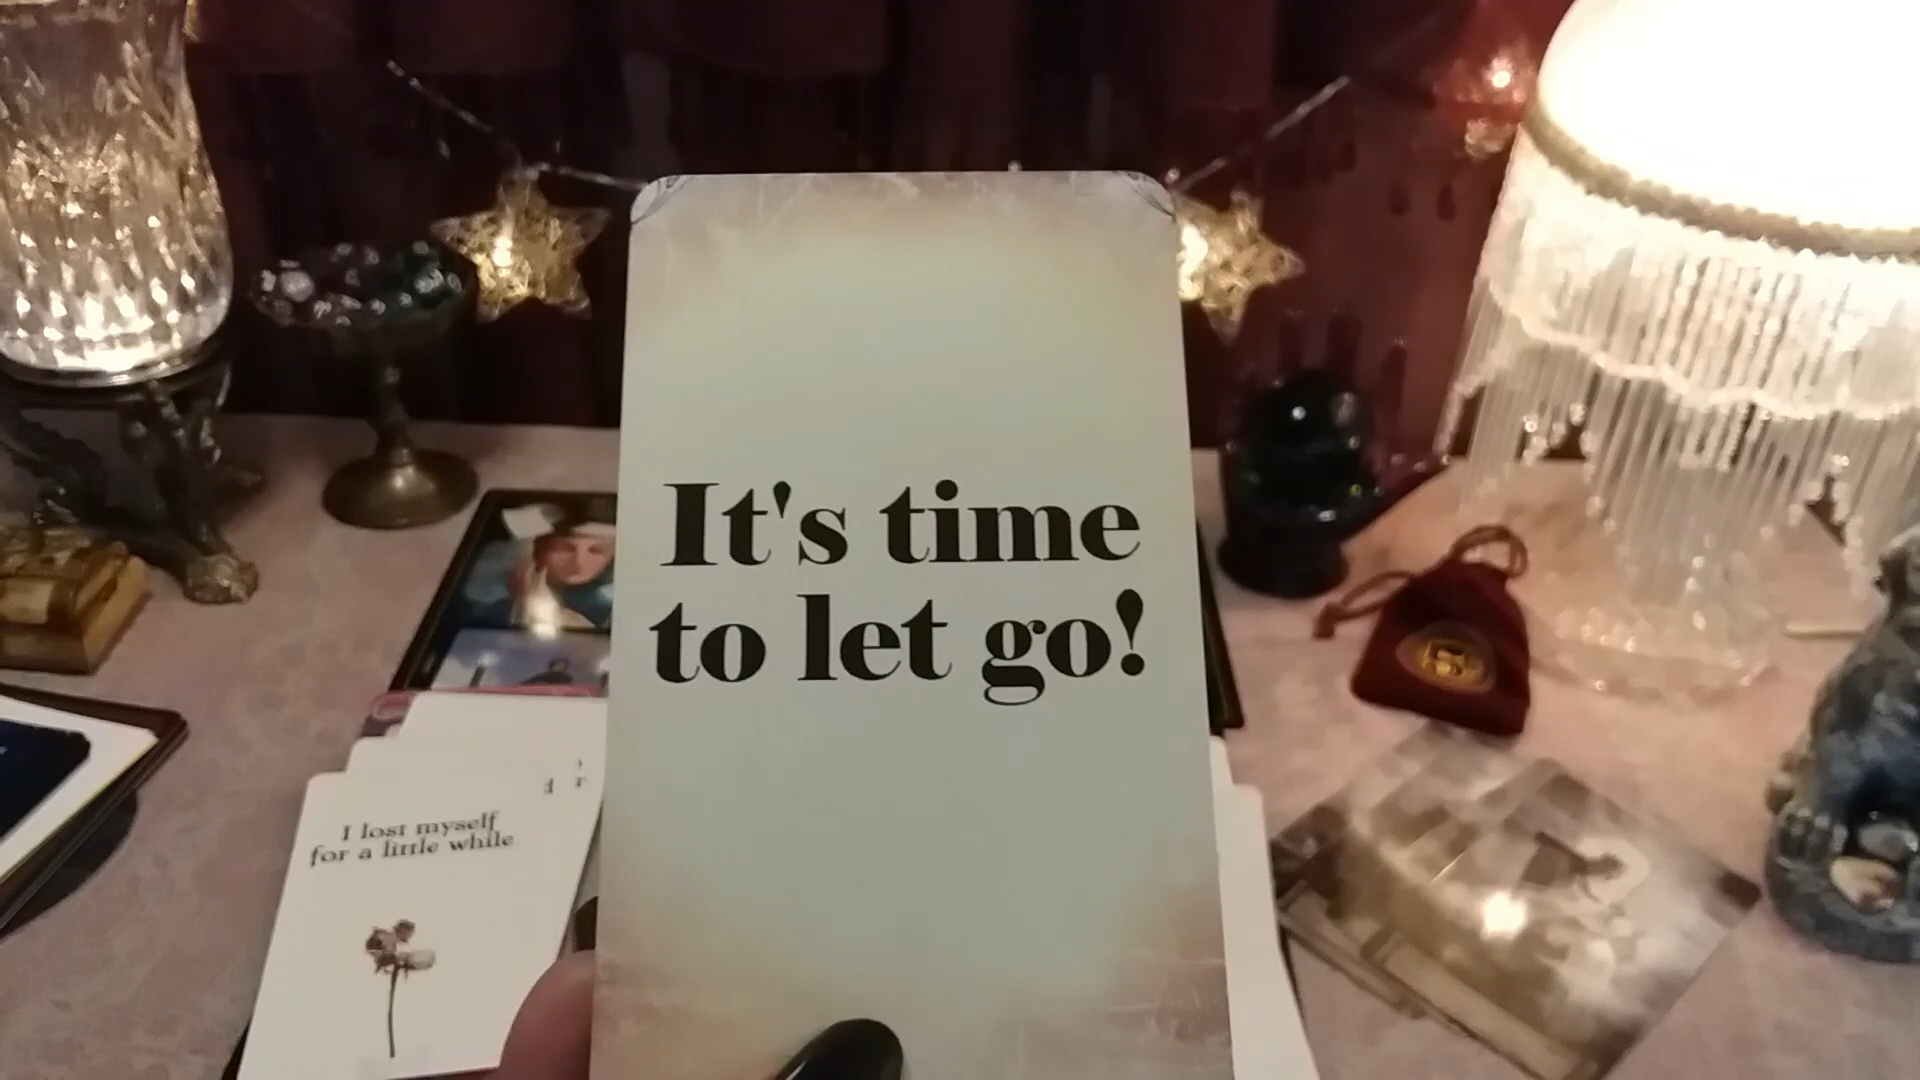 It's time
to let go!
I lost myself
for a little while.